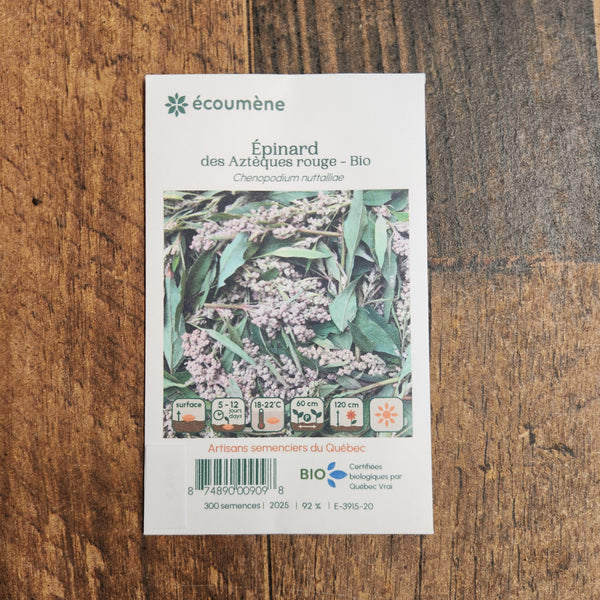 écoumène
Épinard
des Aztèques rouge - Bio
Chenopodium nuttalliae
surface
5 - 12
jours
days
18-22°C
60 cm
120 cm
Artisans semenciers du Québec
BIO
Certifiées
biologiques par
Québec Vrai
8 74890 00909 8
300 semences | 2025 | 92 % | E-3915-20